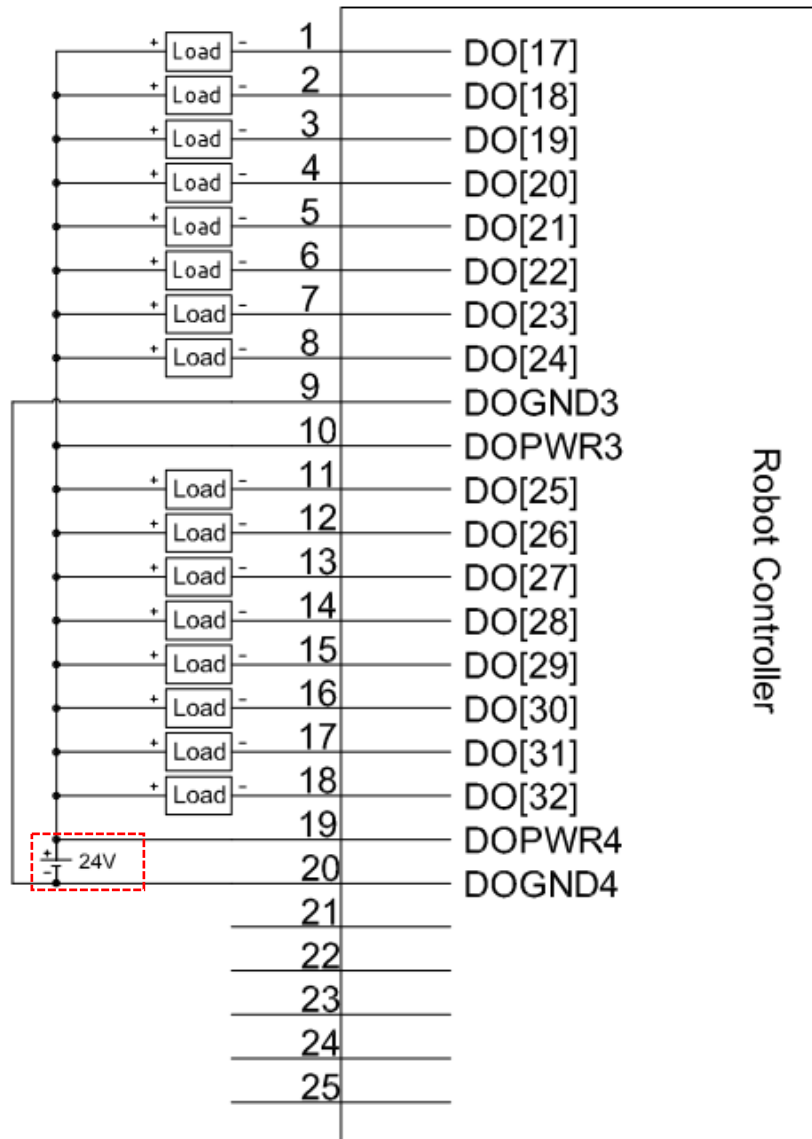 + Load - 1 DO[17]
+ Load - 2 DO[18]
+ Load - 3 DO[19]
+ Load - 4 DO[20]
+ Load - 5 DO[21]
+ Load - 6 DO[22]
+ Load - 7 DO[23]
+ Load - 8 DO[24]
9 DOGND3
10 DOPWR3
+ Load - 11 DO[25]
+ Load - 12 DO[26]
+ Load - 13 DO[27]
+ Load - 14 DO[28]
+ Load - 15 DO[29]
+ Load - 16 DO[30]
+ Load - 17 DO[31]
+ Load - 18 DO[32]
19 DOPWR4
+ - 24V
20 DOGND4
21
22
23
24
25
Robot Controller